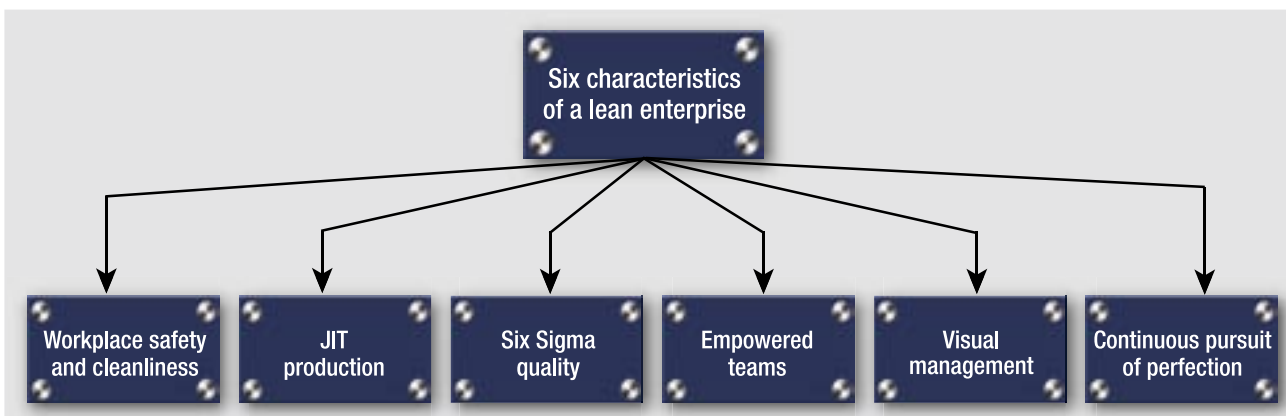 Six characteristics
of a lean enterprise
Workplace safety
and cleanliness
JIT
production
Six Sigma
quality
Empowered
teams
Visual
management
Continuous pursuit
of perfection